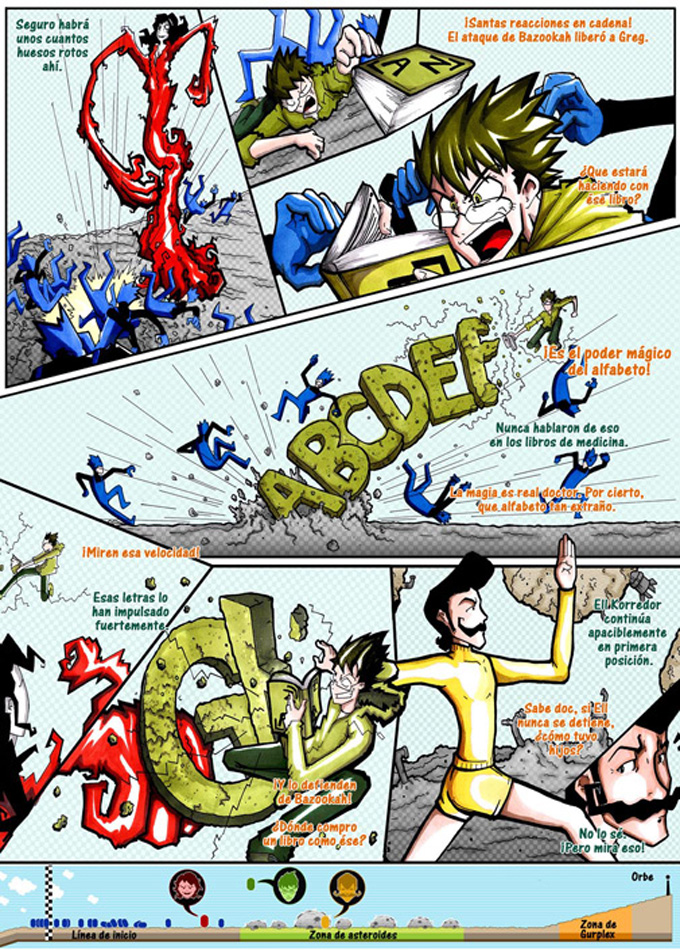 Seguro habrá
unos cuantos
huesos rotos
ahí.
¡Santas reacciones en cadena!
El ataque de Bazookah liberó a Greg.
A Z
¿Que estará
haciendo con
ese libro?
ABCDEF
¡Es el poder mágico
del alfabeto!
Nunca hablaron de eso
en los libros de medicina.
La magia es real doctor. Por cierto,
que alfabeto tan extraño.
¡Miren esa velocidad!
Esas letras lo
han impulsado
fuertemente.
G
¡Y lo defienden
de Bazookah!
¿Dónde compro
un libro como ése?
Ell Korredor
continúa
apaciblemente
en primera
posición.
Sabe doc, si Ell
nunca se detiene,
¿cómo tuvo
hijos?
No lo sé.
¡Pero mira eso!
Orbe
Línea de inicio
Zona de asteroides
Zona de
Gurplex